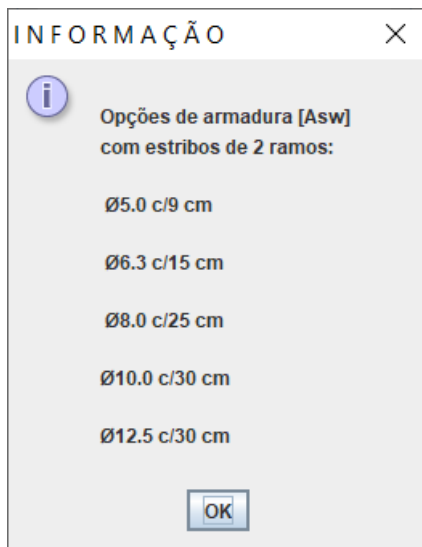 INFORMAÇÃO
Opções de armadura [Asw]
com estribos de 2 ramos:
Ø5.0 c/9 cm
Ø6.3 c/15 cm
Ø8.0 c/25 cm
Ø10.0 c/30 cm
Ø12.5 c/30 cm
OK